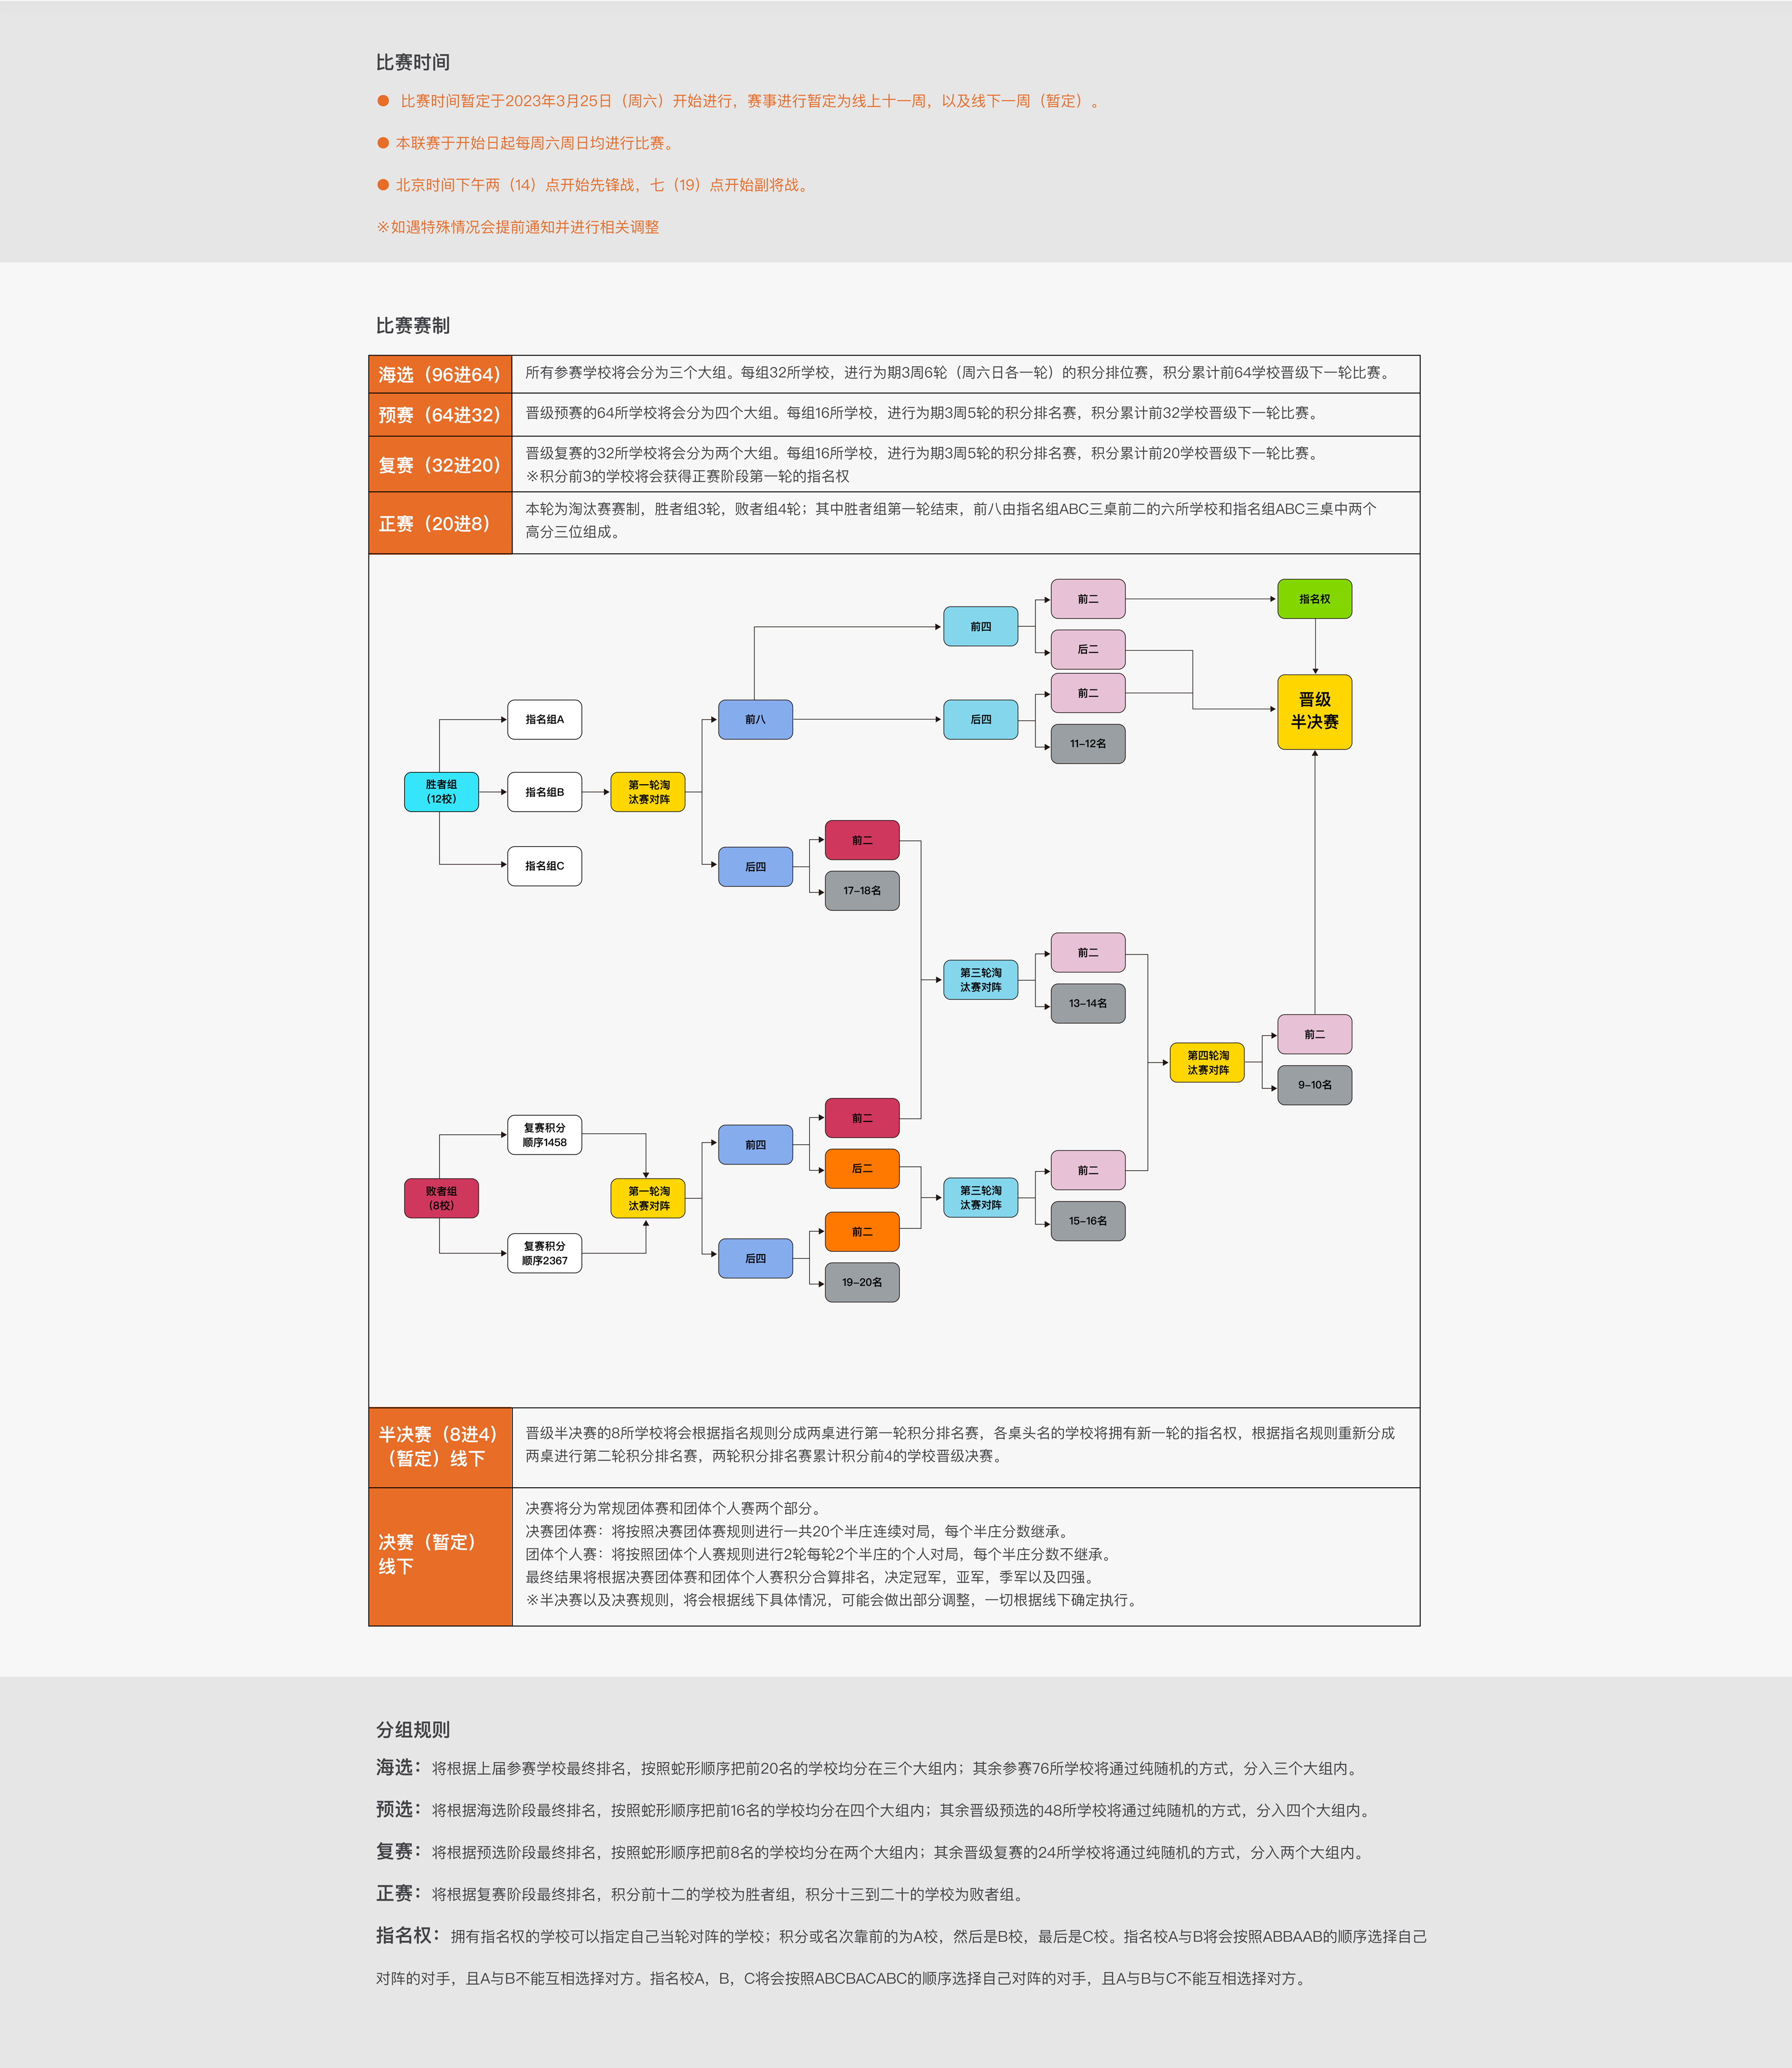 比赛时间
● 比赛时间暂定于2023年3月25日（周六）开始进行，赛事进行暂定为线上十一周，以及线下一周（暂定）。
● 本联赛于开始日起每周六周日均进行比赛。
● 北京时间下午两（14）点开始先锋战，七（19）点开始副将战。
※如遇特殊情况会提前通知并进行相关调整
比赛赛制
海选（96进64）
所有参赛学校将会分为三个大组。每组32所学校，进行为期3周6轮（周六日各一轮）的积分排位赛，积分累计前64学校晋级下一轮比赛。
预赛（64进32）
晋级预赛的64所学校将会分为四个大组。每组16所学校，进行为期3周5轮的积分排名赛，积分累计前32学校晋级下一轮比赛。
复赛（32进20）
晋级复赛的32所学校将会分为两个大组。每组16所学校，进行为期3周5轮的积分排名赛，积分累计前20学校晋级下一轮比赛。
※积分前3的学校将会获得正赛阶段第一轮的指名权
正赛（20进8）
本轮为淘汰赛赛制，胜者组3轮，败者组4轮；其中胜者组第一轮结束，前八由指名组ABC三桌前二的六所学校和指名组ABC三桌中两个
高分三位组成。
前二
指名权
前四
后二
前二
晋级
半决赛
指名组A
前八
后四
11-12名
胜者组
（12校）
指名组B
第一轮淘
汰赛对阵
前二
指名组C
后四
17-18名
前二
第三轮淘
汰赛对阵
13-14名
前二
第四轮淘
汰赛对阵
9-10名
前二
复赛积分
顺序1458
前四
后二
前二
败者组
（8校）
第一轮淘
汰赛对阵
第三轮淘
汰赛对阵
15-16名
前二
复赛积分
顺序2367
后四
19-20名
半决赛（8进4）
（暂定）线下
晋级半决赛的8所学校将会根据指名规则分成两桌进行第一轮积分排名赛，各桌头名的学校将拥有新一轮的指名权，根据指名规则重新分成
两桌进行第二轮积分排名赛，两轮积分排名赛累计积分前4的学校晋级决赛。
决赛（暂定）
线下
决赛将分为常规团体赛和团体个人赛两个部分。
决赛团体赛：将按照决赛团体赛规则进行一共20个半庄连续对局，每个半庄分数继承。
团体个人赛：将按照团体个人赛规则进行2轮每轮2个半庄的个人对局，每个半庄分数不继承。
最终结果将根据决赛团体赛和团体个人赛积分合算排名，决定冠军，亚军，季军以及四强。
※半决赛以及决赛规则，将会根据线下具体情况，可能会做出部分调整，一切根据线下确定执行。
分组规则
海选：将根据上届参赛学校最终排名，按照蛇形顺序把前20名的学校均分在三个大组内；其余参赛76所学校将通过纯随机的方式，分入三个大组内。
预选：将根据海选阶段最终排名，按照蛇形顺序把前16名的学校均分在四个大组内；其余晋级预选的48所学校将通过纯随机的方式，分入四个大组内。
复赛：将根据预选阶段最终排名，按照蛇形顺序把前8名的学校均分在两个大组内；其余晋级复赛的24所学校将通过纯随机的方式，分入两个大组内。
正赛：将根据复赛阶段最终排名，积分前十二的学校为胜者组，积分十三到二十的学校为败者组。
指名权：拥有指名权的学校可以指定自己当轮对阵的学校；积分或名次靠前的为A校，然后是B校，最后是C校。指名校A与B将会按照ABBAAB的顺序选择自己
对阵的对手，且A与B不能互相选择对方。指名校A，B，C将会按照ABCBACABC的顺序选择自己对阵的对手，且A与B与C不能互相选择对方。